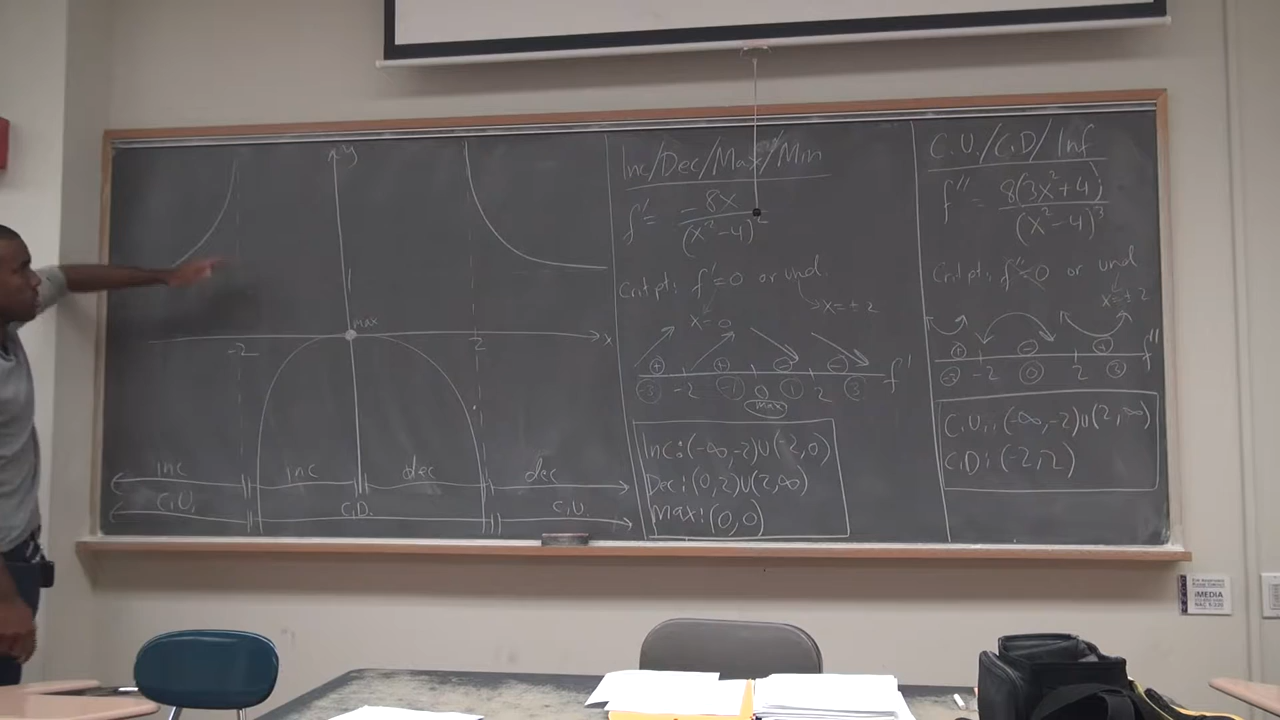 y
max
-2
2
x
inc
inc
dec
dec
C.U.
C.D.
C.U.
Inc/Dec/Max/Min
f' = -8x/(x²-4)²
Crit pt: f'=0 or und.
x=0
x=±2
+ + - -
-3 -2 -1 0 1 2 3 f'
max
Inc: (-∞,-2)∪(-2,0)
Dec: (0,2)∪(2,∞)
Max: (0,0)
C.U./C.D/Inf
f'' = 8(3x²+4)/(x²-4)³
Crit pt: f''=0 or und
x=±2
+ - +
-3 -2 0 2 3 f''
C.U.: (-∞,-2)∪(2,∞)
C.D: (-2,2)
iMEDIA